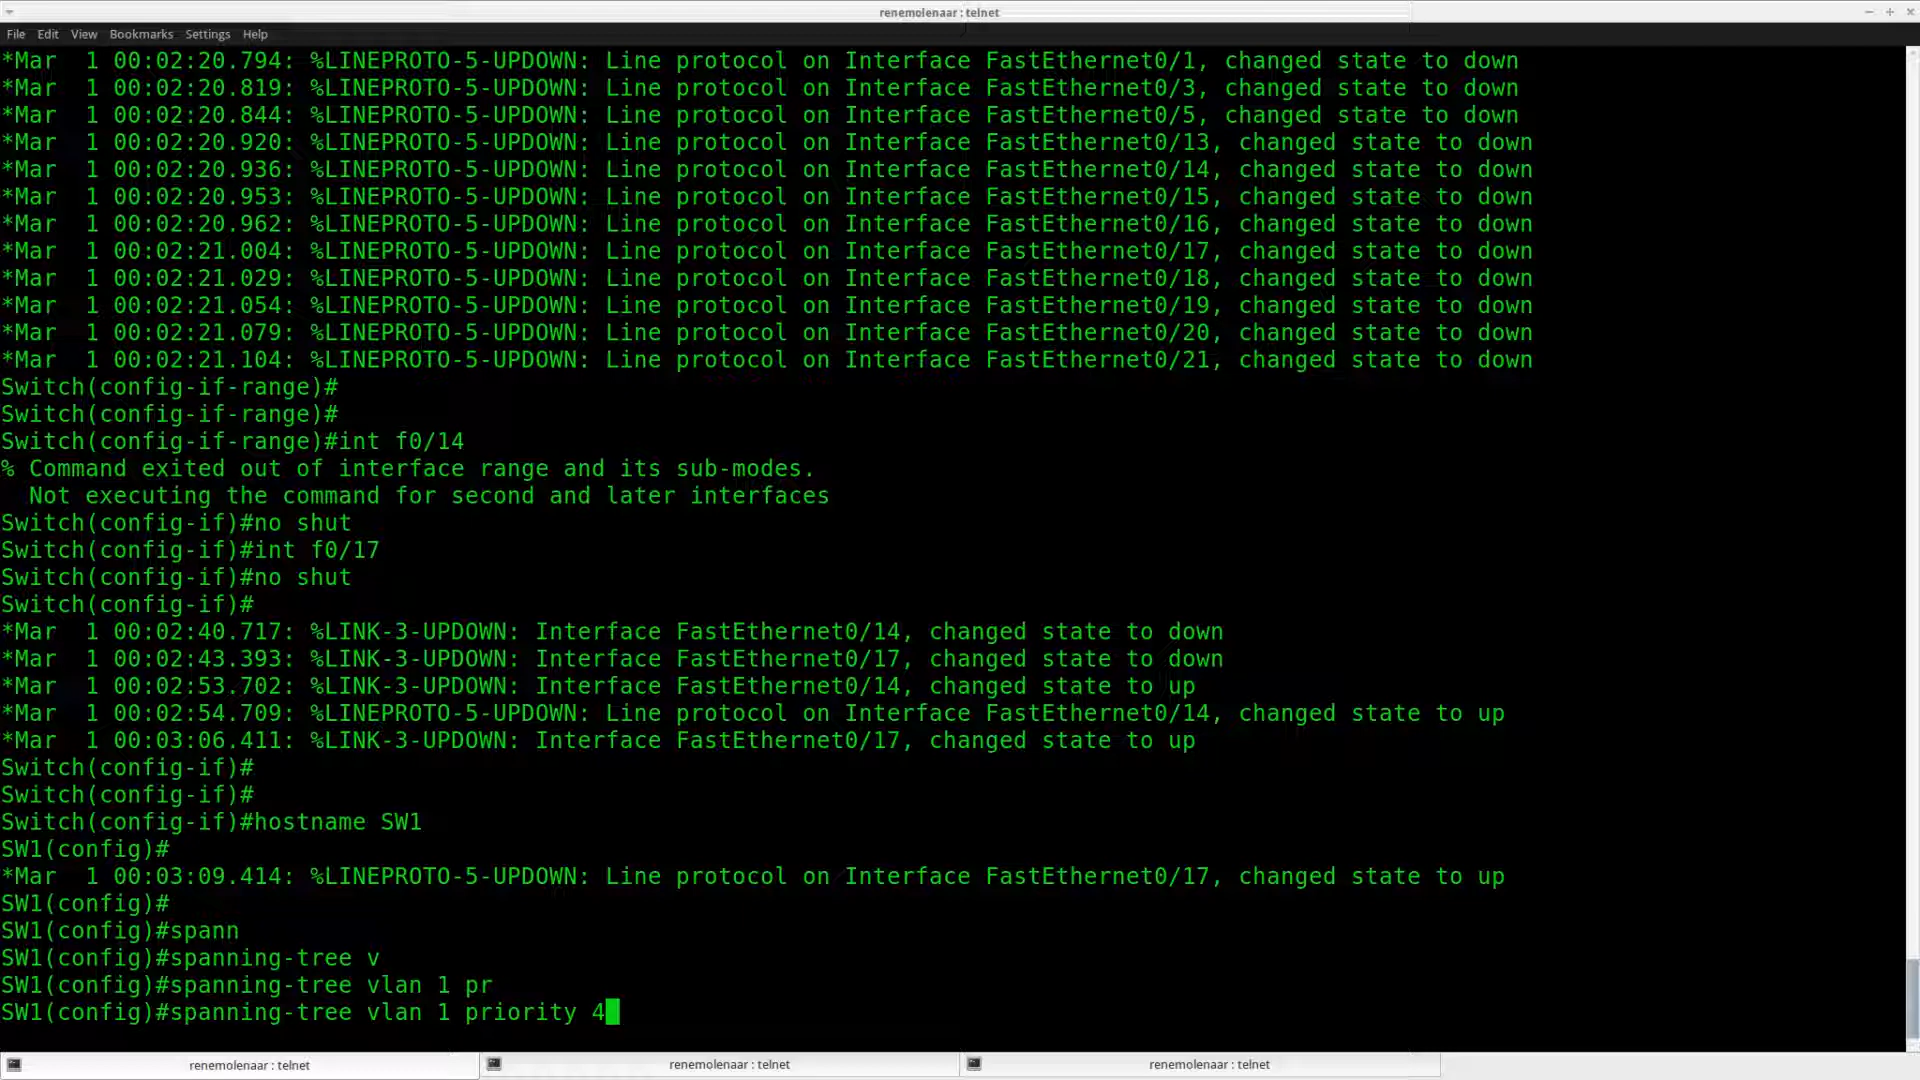 renemolenaar : telnet
File Edit View Bookmarks Settings Help
*Mar  1 00:02:20.794: %LINEPROTO-5-UPDOWN: Line protocol on Interface FastEthernet0/1, changed state to down
*Mar  1 00:02:20.819: %LINEPROTO-5-UPDOWN: Line protocol on Interface FastEthernet0/3, changed state to down
*Mar  1 00:02:20.844: %LINEPROTO-5-UPDOWN: Line protocol on Interface FastEthernet0/5, changed state to down
*Mar  1 00:02:20.920: %LINEPROTO-5-UPDOWN: Line protocol on Interface FastEthernet0/13, changed state to down
*Mar  1 00:02:20.936: %LINEPROTO-5-UPDOWN: Line protocol on Interface FastEthernet0/14, changed state to down
*Mar  1 00:02:20.953: %LINEPROTO-5-UPDOWN: Line protocol on Interface FastEthernet0/15, changed state to down
*Mar  1 00:02:20.962: %LINEPROTO-5-UPDOWN: Line protocol on Interface FastEthernet0/16, changed state to down
*Mar  1 00:02:21.004: %LINEPROTO-5-UPDOWN: Line protocol on Interface FastEthernet0/17, changed state to down
*Mar  1 00:02:21.029: %LINEPROTO-5-UPDOWN: Line protocol on Interface FastEthernet0/18, changed state to down
*Mar  1 00:02:21.054: %LINEPROTO-5-UPDOWN: Line protocol on Interface FastEthernet0/19, changed state to down
*Mar  1 00:02:21.079: %LINEPROTO-5-UPDOWN: Line protocol on Interface FastEthernet0/20, changed state to down
*Mar  1 00:02:21.104: %LINEPROTO-5-UPDOWN: Line protocol on Interface FastEthernet0/21, changed state to down
Switch(config-if-range)#
Switch(config-if-range)#
Switch(config-if-range)#int f0/14
% Command exited out of interface range and its sub-modes.
  Not executing the command for second and later interfaces
Switch(config-if)#no shut
Switch(config-if)#int f0/17
Switch(config-if)#no shut
Switch(config-if)#
*Mar  1 00:02:40.717: %LINK-3-UPDOWN: Interface FastEthernet0/14, changed state to down
*Mar  1 00:02:43.393: %LINK-3-UPDOWN: Interface FastEthernet0/17, changed state to down
*Mar  1 00:02:53.702: %LINK-3-UPDOWN: Interface FastEthernet0/14, changed state to up
*Mar  1 00:02:54.709: %LINEPROTO-5-UPDOWN: Line protocol on Interface FastEthernet0/14, changed state to up
*Mar  1 00:03:06.411: %LINK-3-UPDOWN: Interface FastEthernet0/17, changed state to up
Switch(config-if)#
Switch(config-if)#
Switch(config-if)#hostname SW1
SW1(config)#
*Mar  1 00:03:09.414: %LINEPROTO-5-UPDOWN: Line protocol on Interface FastEthernet0/17, changed state to up
SW1(config)#
SW1(config)#spann
SW1(config)#spanning-tree v
SW1(config)#spanning-tree vlan 1 pr
SW1(config)#spanning-tree vlan 1 priority 4
renemolenaar : telnet
renemolenaar : telnet
renemolenaar : telnet